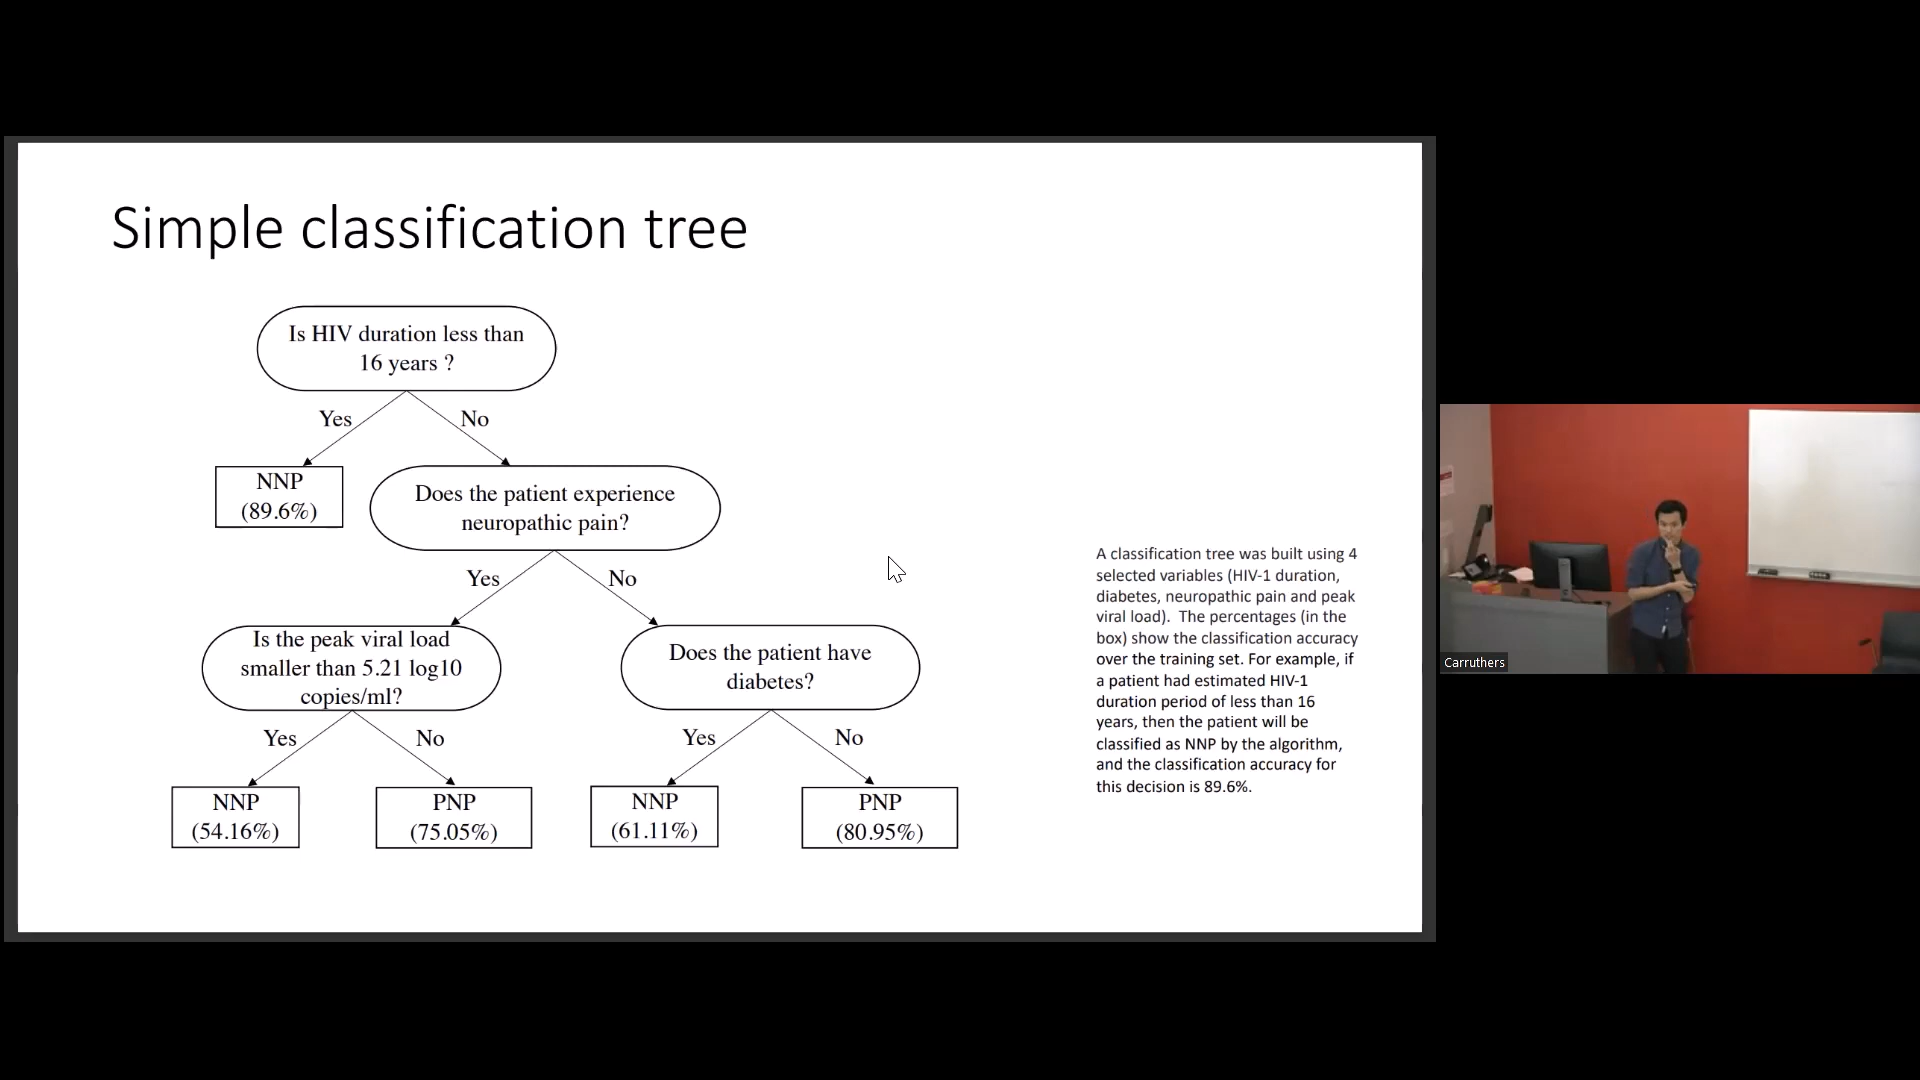 Simple classification tree
Is HIV duration less than
16 years ?
Yes
No
NNP
(89.6%)
Does the patient experience
neuropathic pain?
Yes
No
Is the peak viral load
smaller than 5.21 log10
copies/ml?
Does the patient have
diabetes?
Yes
No
Yes
No
NNP
(54.16%)
PNP
(75.05%)
NNP
(61.11%)
PNP
(80.95%)
A classification tree was built using 4
selected variables (HIV-1 duration,
diabetes, neuropathic pain and peak
viral load).  The percentages (in the
box) show the classification accuracy
over the training set. For example, if
a patient had estimated HIV-1
duration period of less than 16
years, then the patient will be
classified as NNP by the algorithm,
and the classification accuracy for
this decision is 89.6%.
Carruthers